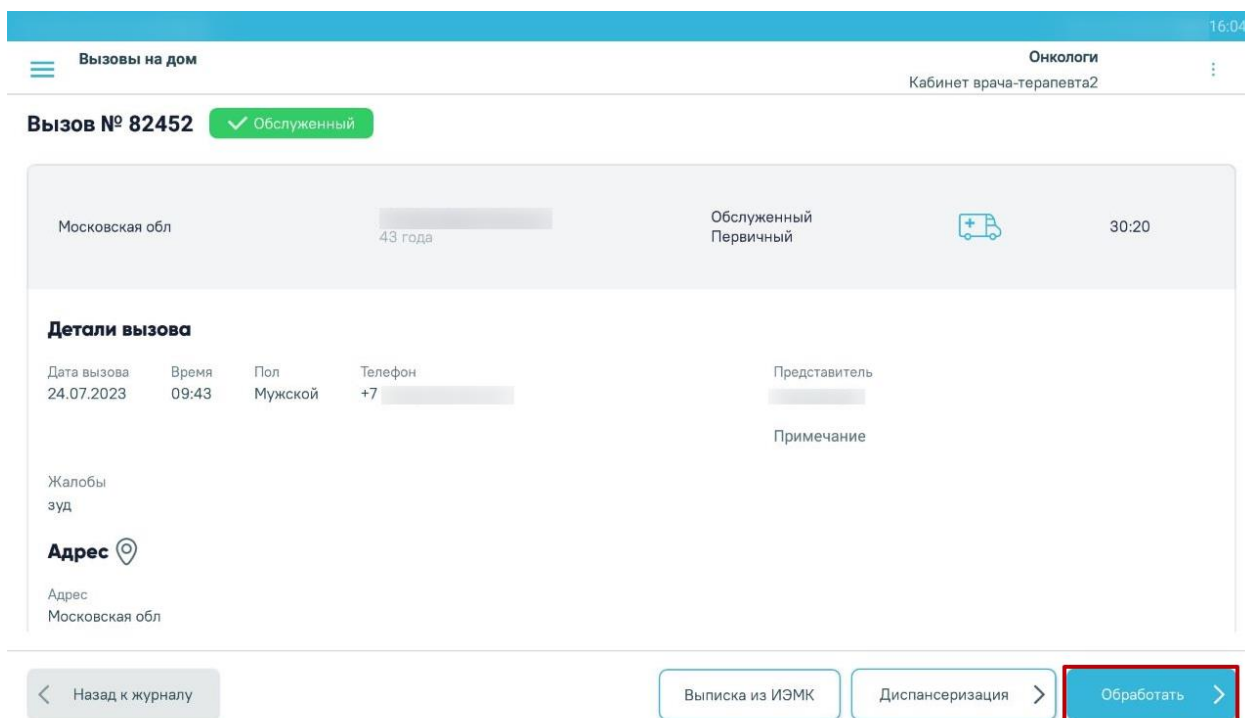 16:04
Вызовы на дом
Онкологи
Кабинет врача-терапевта2
Вызов № 82452 Обслуженный
Московская обл
43 года
Обслуженный
Первичный
30:20
Детали вызова
Дата вызова Время Пол Телефон Представитель
24.07.2023 09:43 Мужской +7
Примечание
Жалобы
зуд
Адрес
Адрес
Московская обл
Назад к журналу Выписка из ИЭМК Диспансеризация Обработать